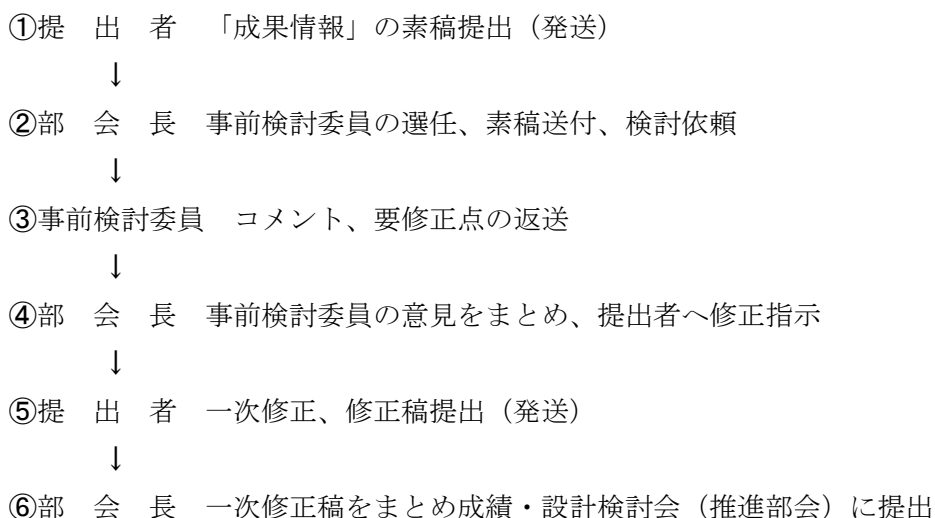 ①提　出　者　「成果情報」の素稿提出（発送）
↓
②部　会　長　事前検討委員の選任、素稿送付、検討依頼
↓
③事前検討委員　コメント、要修正点の返送
↓
④部　会　長　事前検討委員の意見をまとめ、提出者へ修正指示
↓
⑤提　出　者　一次修正、修正稿提出（発送）
↓
⑥部　会　長　一次修正稿をまとめ成績・設計検討会（推進部会）に提出